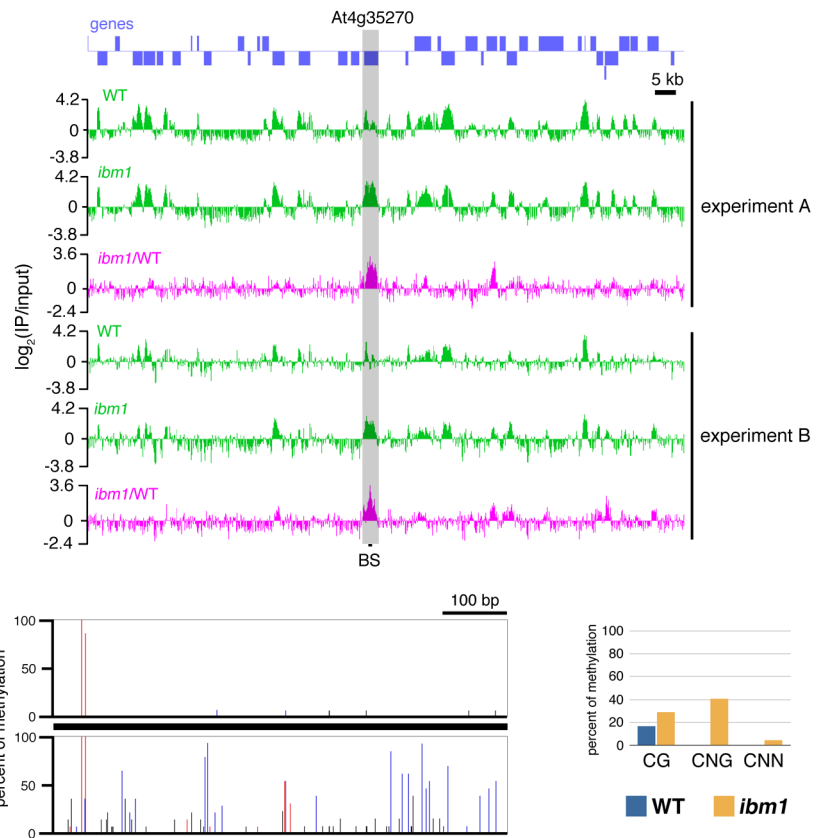 At4g35270
genes
5 kb
WT
4.2
0
-3.8
ibm1
4.2
0
-3.8
experiment A
ibm1/WT
3.6
0
-2.4
log2(IP/input)
WT
4.2
0
-3.8
ibm1
4.2
0
-3.8
experiment B
ibm1/WT
3.6
0
-2.4
BS
100 bp
100
50
0
100
50
0
percent of methylation
100
80
60
40
20
0
CG CNG CNN
percent of methylation
WT ibm1